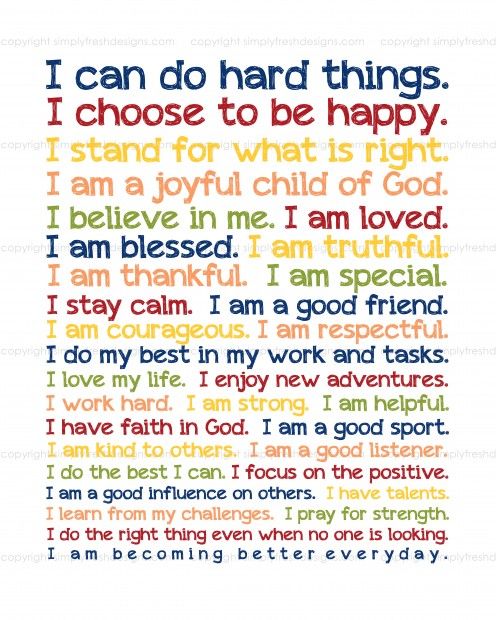 copyright simplyfreshdesigns.com
I can do hard things.
I choose to be happy.
I stand for what is right.
I am a joyful child of God.
I believe in me. I am loved.
I am blessed. I am truthful.
I am thankful. I am special.
I stay calm. I am a good friend.
I am courageous. I am respectful.
I do my best in my work and tasks.
I love my life. I enjoy new adventures.
I work hard. I am strong. I am helpful.
I have faith in God. I am a good sport.
I am kind to others. I am a good listener.
I do the best I can. I focus on the positive.
I am a good influence on others. I have talents.
I learn from my challenges. I pray for strength.
I do the right thing even when no one is looking.
I am becoming better everyday.